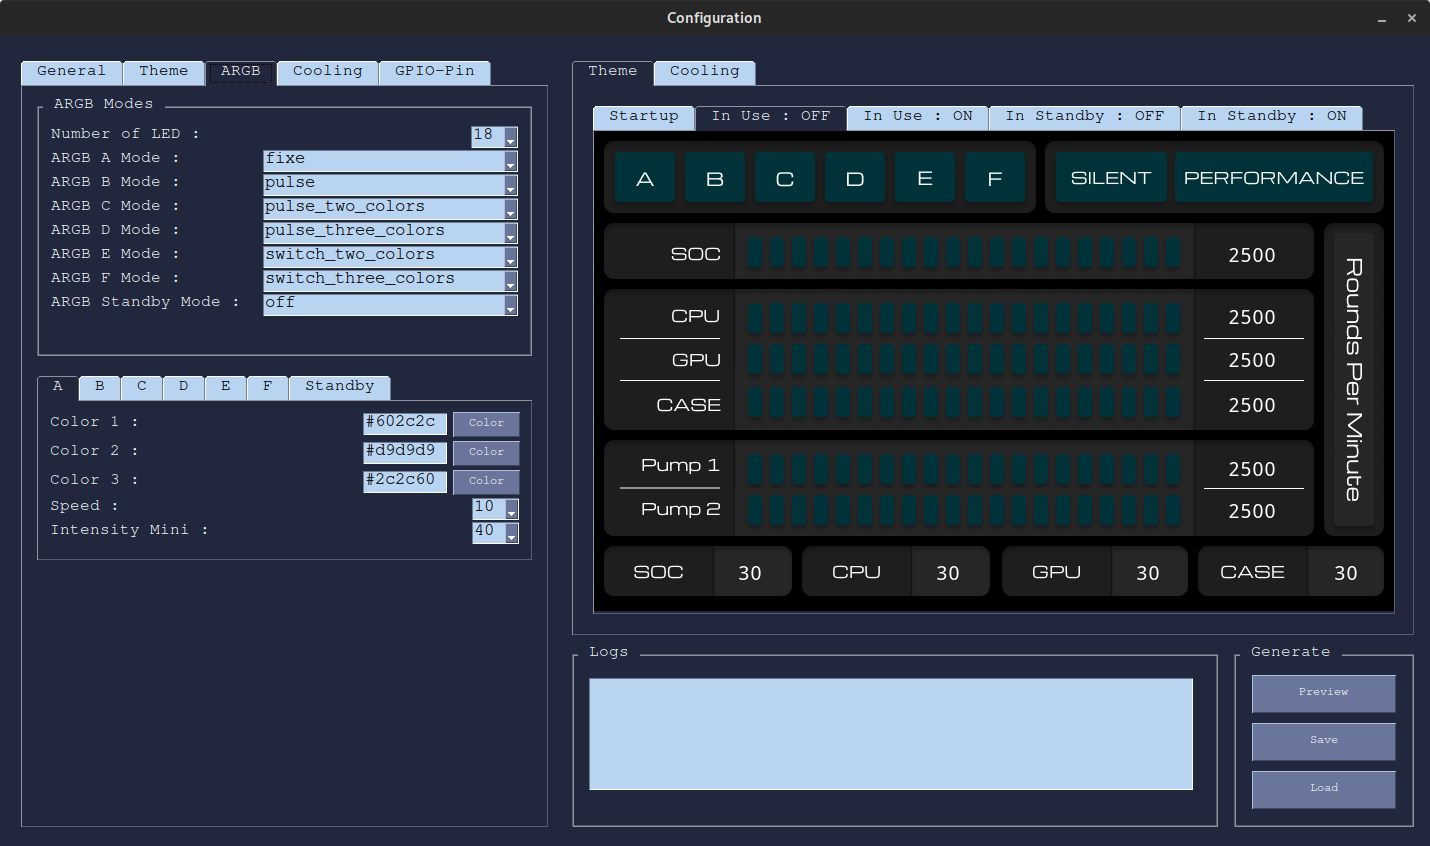 Configuration
General Theme ARGB Cooling GPIO-Pin
ARGB Modes
Number of LED : 18
ARGB A Mode : fixe
ARGB B Mode : pulse
ARGB C Mode : pulse_two_colors
ARGB D Mode : pulse_three_colors
ARGB E Mode : switch_two_colors
ARGB F Mode : switch_three_colors
ARGB Standby Mode : off
A B C D E F Standby
Color 1 : #602c2c Color
Color 2 : #d9d9d9 Color
Color 3 : #2c2c60 Color
Speed : 10
Intensity Mini : 40
Theme Cooling
Startup In Use : OFF In Use : ON In Standby : OFF In Standby : ON
A B C D E F SILENT PERFORMANCE
SOC 2500
CPU 2500
GPU 2500
CASE 2500
Pump 1 2500
Pump 2 2500
Rounds Per Minute
SOC 30 CPU 30 GPU 30 CASE 30
Logs
Generate
Preview
Save
Load